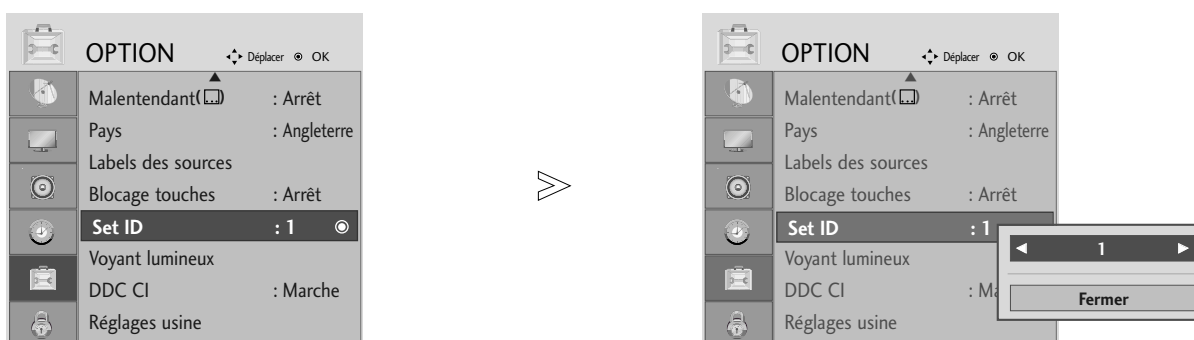 OPTION Déplacer OK
Malentendant( ) : Arrêt
Pays : Angleterre
Labels des sources
Blocage touches : Arrêt
Set ID : 1
Voyant lumineux
DDC CI : Marche
Réglages usine
OPTION Déplacer OK
Malentendant( ) : Arrêt
Pays : Angleterre
Labels des sources
Blocage touches : Arrêt
Set ID : 1
1
Voyant lumineux
DDC CI : Ma
Fermer
Réglages usine